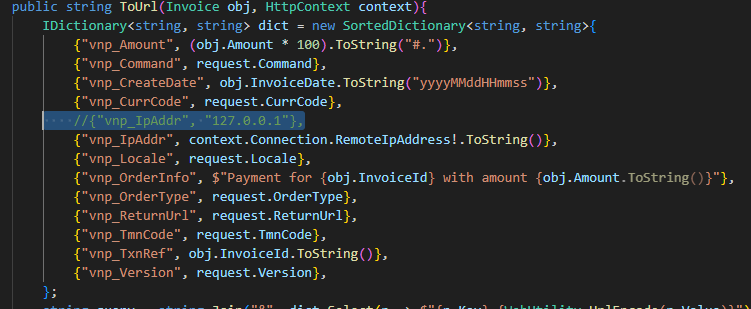 public string ToUrl(Invoice obj, HttpContext context){
IDictionary<string, string> dict = new SortedDictionary<string, string>{
{"vnp_Amount", (obj.Amount * 100).ToString("#.")},
{"vnp_Command", request.Command},
{"vnp_CreateDate", obj.InvoiceDate.ToString("yyyyMMddHHmmss")},
{"vnp_CurrCode", request.CurrCode},
//{"vnp_IpAddr", "127.0.0.1"},
{"vnp_IpAddr", context.Connection.RemoteIpAddress!.ToString()},
{"vnp_Locale", request.Locale},
{"vnp_OrderInfo", $"Payment for {obj.InvoiceId} with amount {obj.Amount.ToString()}"},
{"vnp_OrderType", request.OrderType},
{"vnp_ReturnUrl", request.ReturnUrl},
{"vnp_TmnCode", request.TmnCode},
{"vnp_TxnRef", obj.InvoiceId.ToString()},
{"vnp_Version", request.Version},
};